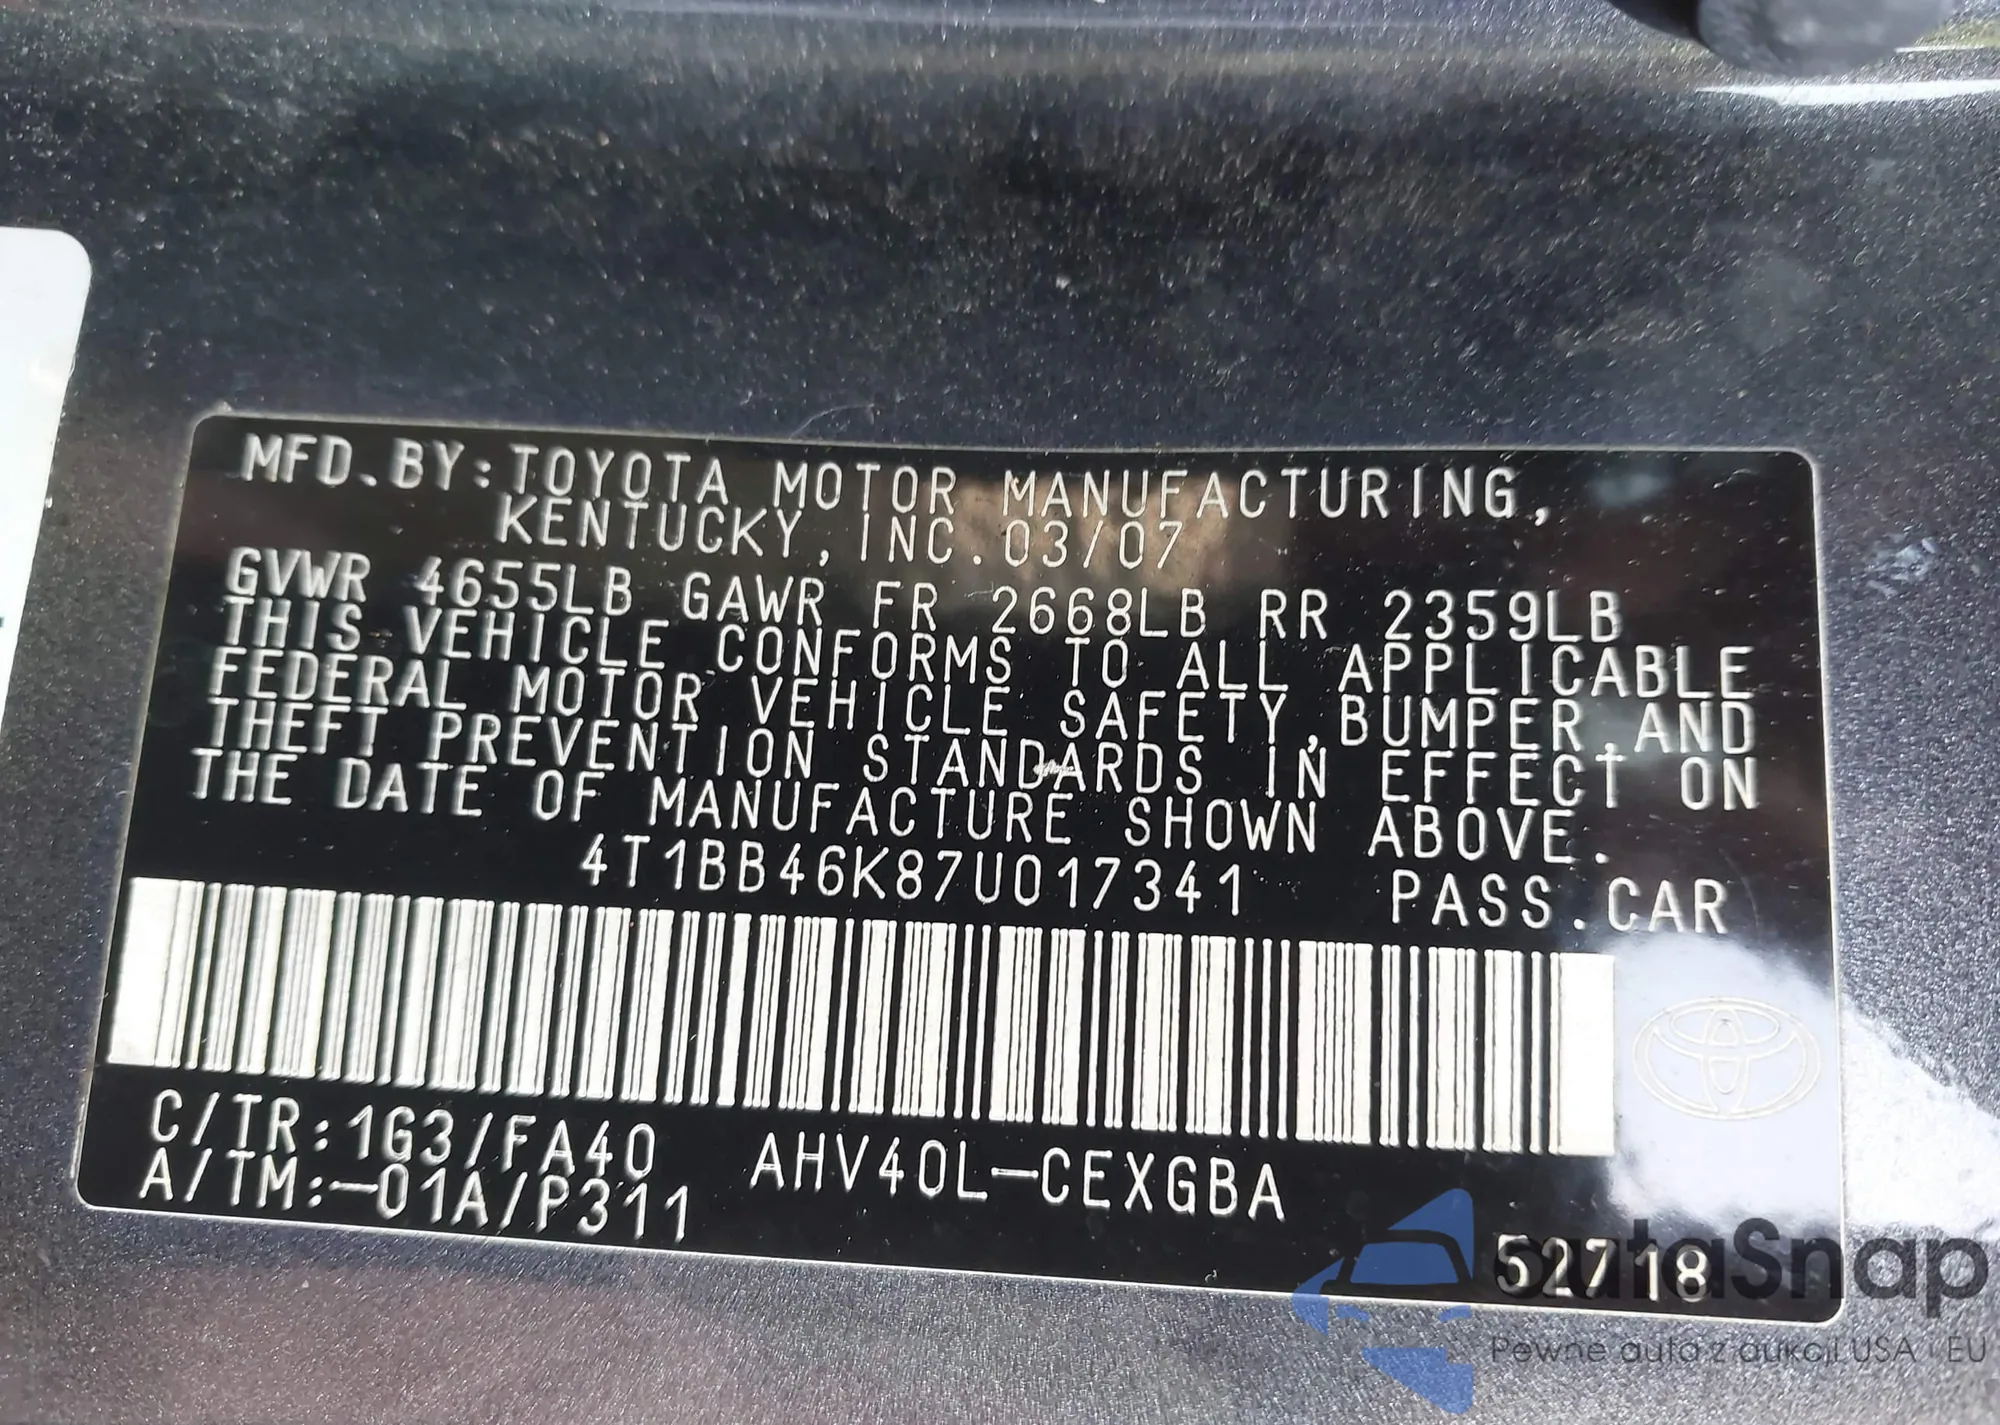 MFD.BY:TOYOTA MOTOR MANUFACTURING,
KENTUCKY,INC.03/07
GVWR 4655LB GAWR FR 2668LB RR 2359LB
THIS VEHICLE CONFORMS TO ALL APPLICABLE
FEDERAL MOTOR VEHICLE SAFETY,BUMPER,AND
THEFT PREVENTION STANDARDS IN EFFECT ON
THE DATE OF MANUFACTURE SHOWN ABOVE.
4T1BB46K87U017341 PASS.CAR
C/TR:1G3/FA40 AHV40L-CEXGBA
A/TM:-01A/P311
52718
autaSnap
Pewne auta z aukcji USA i EU